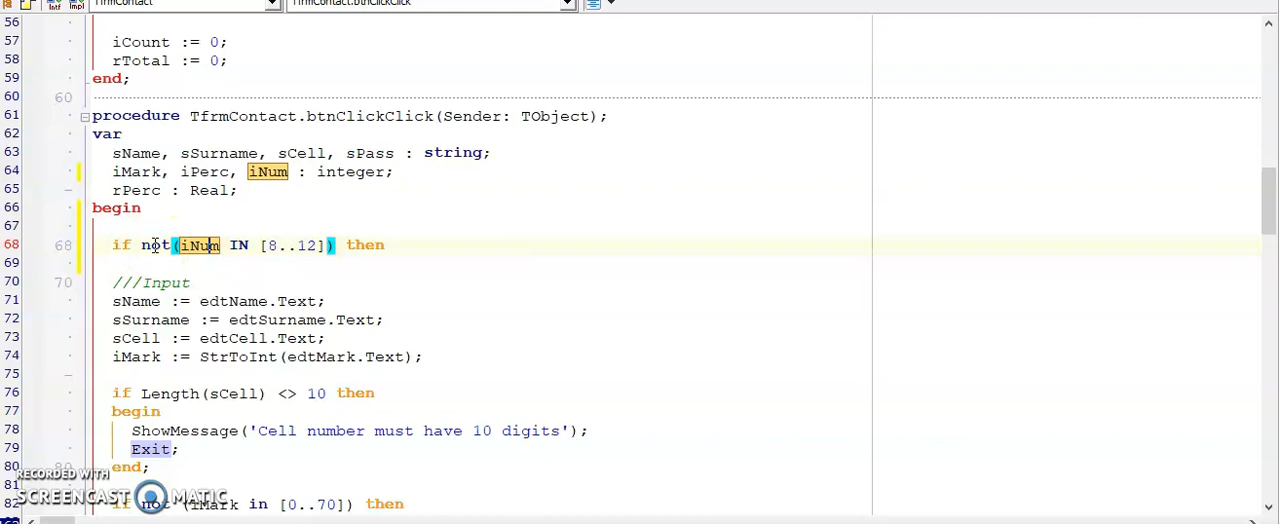 TfrmContact TfrmContact.btnClickClick
56
57 iCount := 0;
58 rTotal := 0;
59 end;
60 60
61 procedure TfrmContact.btnClickClick(Sender: TObject);
62 var
63 sName, sSurname, sCell, sPass : string;
64 iMark, iPerc, iNum : integer;
65 rPerc : Real;
66 begin
67
68 68 if not(iNum IN [8..12]) then
69
70 70 ///Input
71 sName := edtName.Text;
72 sSurname := edtSurname.Text;
73 sCell := edtCell.Text;
74 iMark := StrToInt(edtMark.Text);
75
76 if Length(sCell) <> 10 then
77 begin
78 ShowMessage('Cell number must have 10 digits');
79 Exit;
80 end;
RECORDED WITH
SCREENCAST MATIC
82 if not (iMark in [0..70]) then